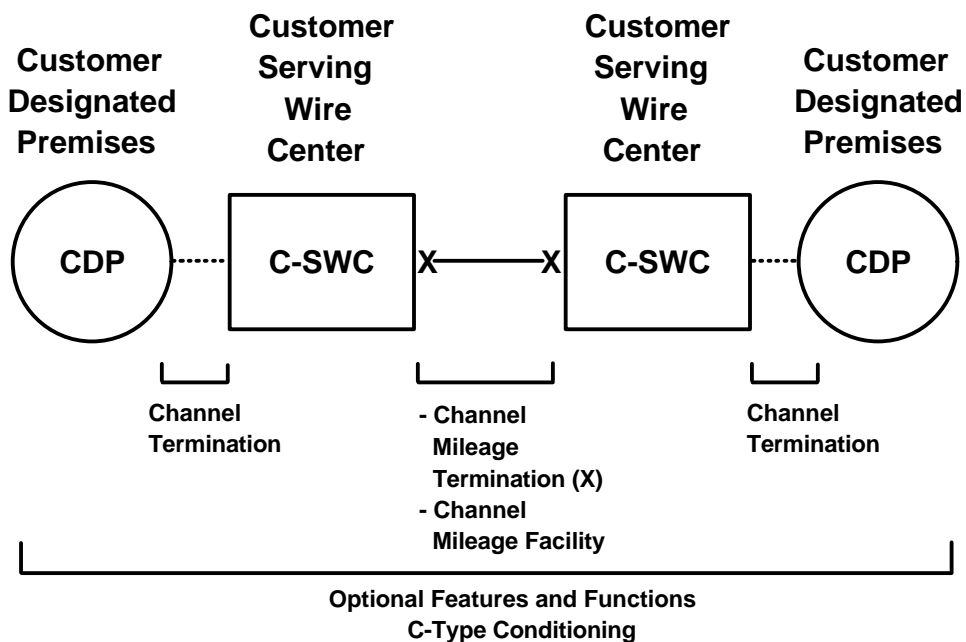 Customer
Designated
Premises
Customer
Serving
Wire
Center
Customer
Serving
Wire
Center
Customer
Designated
Premises
CDP
C-SWC
X
X
C-SWC
CDP
Channel
Termination
- Channel
Mileage
Termination (X)
- Channel
Mileage Facility
Channel
Termination
Optional Features and Functions
C-Type Conditioning